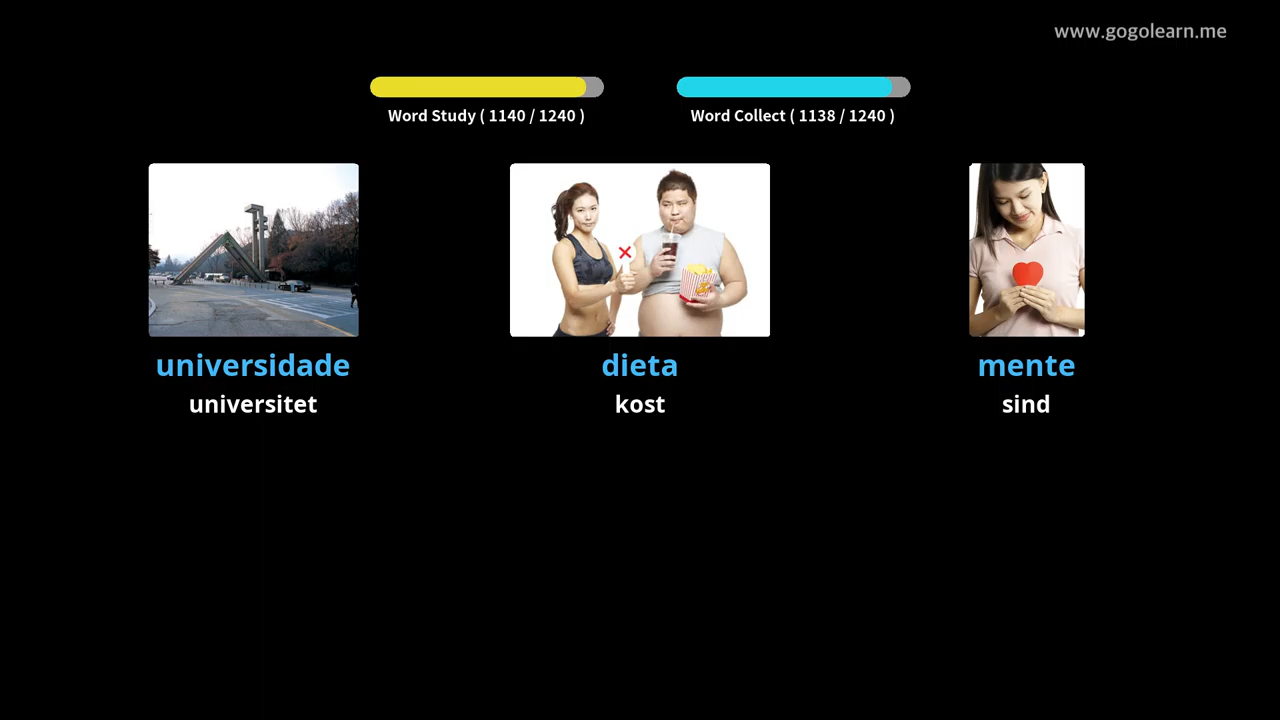 www.gogolearn.me
Word Study ( 1140 / 1240 )
Word Collect ( 1138 / 1240 )
universidade
universitet
dieta
kost
mente
sind